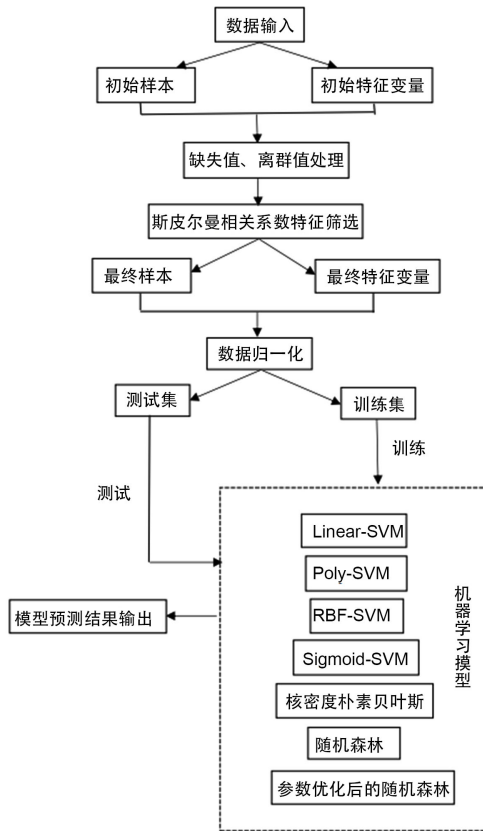 数据输入
初始样本
初始特征变量
缺失值、离群值处理
斯皮尔曼相关系数特征筛选
最终样本
最终特征变量
数据归一化
测试集
训练集
训练
测试
Linear-SVM
Poly-SVM
RBF-SVM
Sigmoid-SVM
核密度朴素贝叶斯
随机森林
参数优化后的随机森林
机器学习摸型
模型预测结果输出